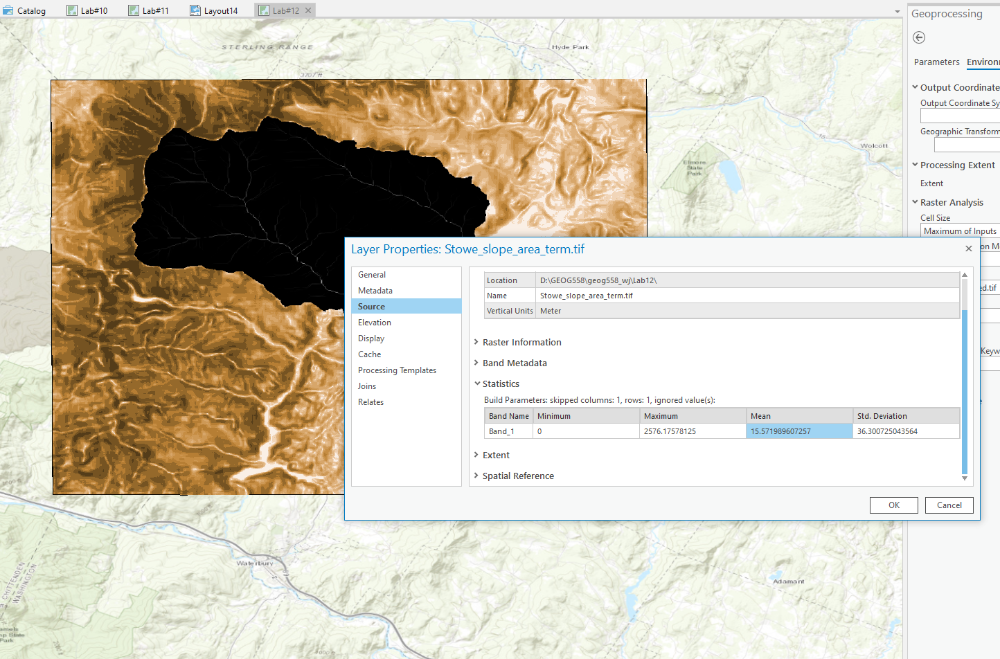 Catalog
Lab#10
Lab#11
Layout14
Lab#12
Geoprocessing
Parameters
Environ
Output Coordinate
Output Coordinate Sy
Geographic Transform
Processing Extent
Extent
Raster Analysis
Cell Size
Maximum of Inputs
on M
ed.tif
Keyw
STERLING RANGE
Hyde Park
3707 ft
15
Wolcott
Elmore
State
Park
Layer Properties: Stowe_slope_area_term.tif
General
Metadata
Source
Elevation
Display
Cache
Processing Templates
Joins
Relates
Location D:\GEOG558\geog558_wj\Lab12\
Name Stowe_slope_area_term.tif
Vertical Units Meter
Raster Information
Band Metadata
Statistics
Build Parameters: skipped columns: 1, rows: 1, ignored value(s):
Band Name Minimum Maximum Mean Std. Deviation
Band_1 0 2576.17578125 15.571989607257 36.300725043564
Extent
Spatial Reference
OK
Cancel
Waterbury
89
CHITTENDEN
WASHINGTON
Adamant
Park